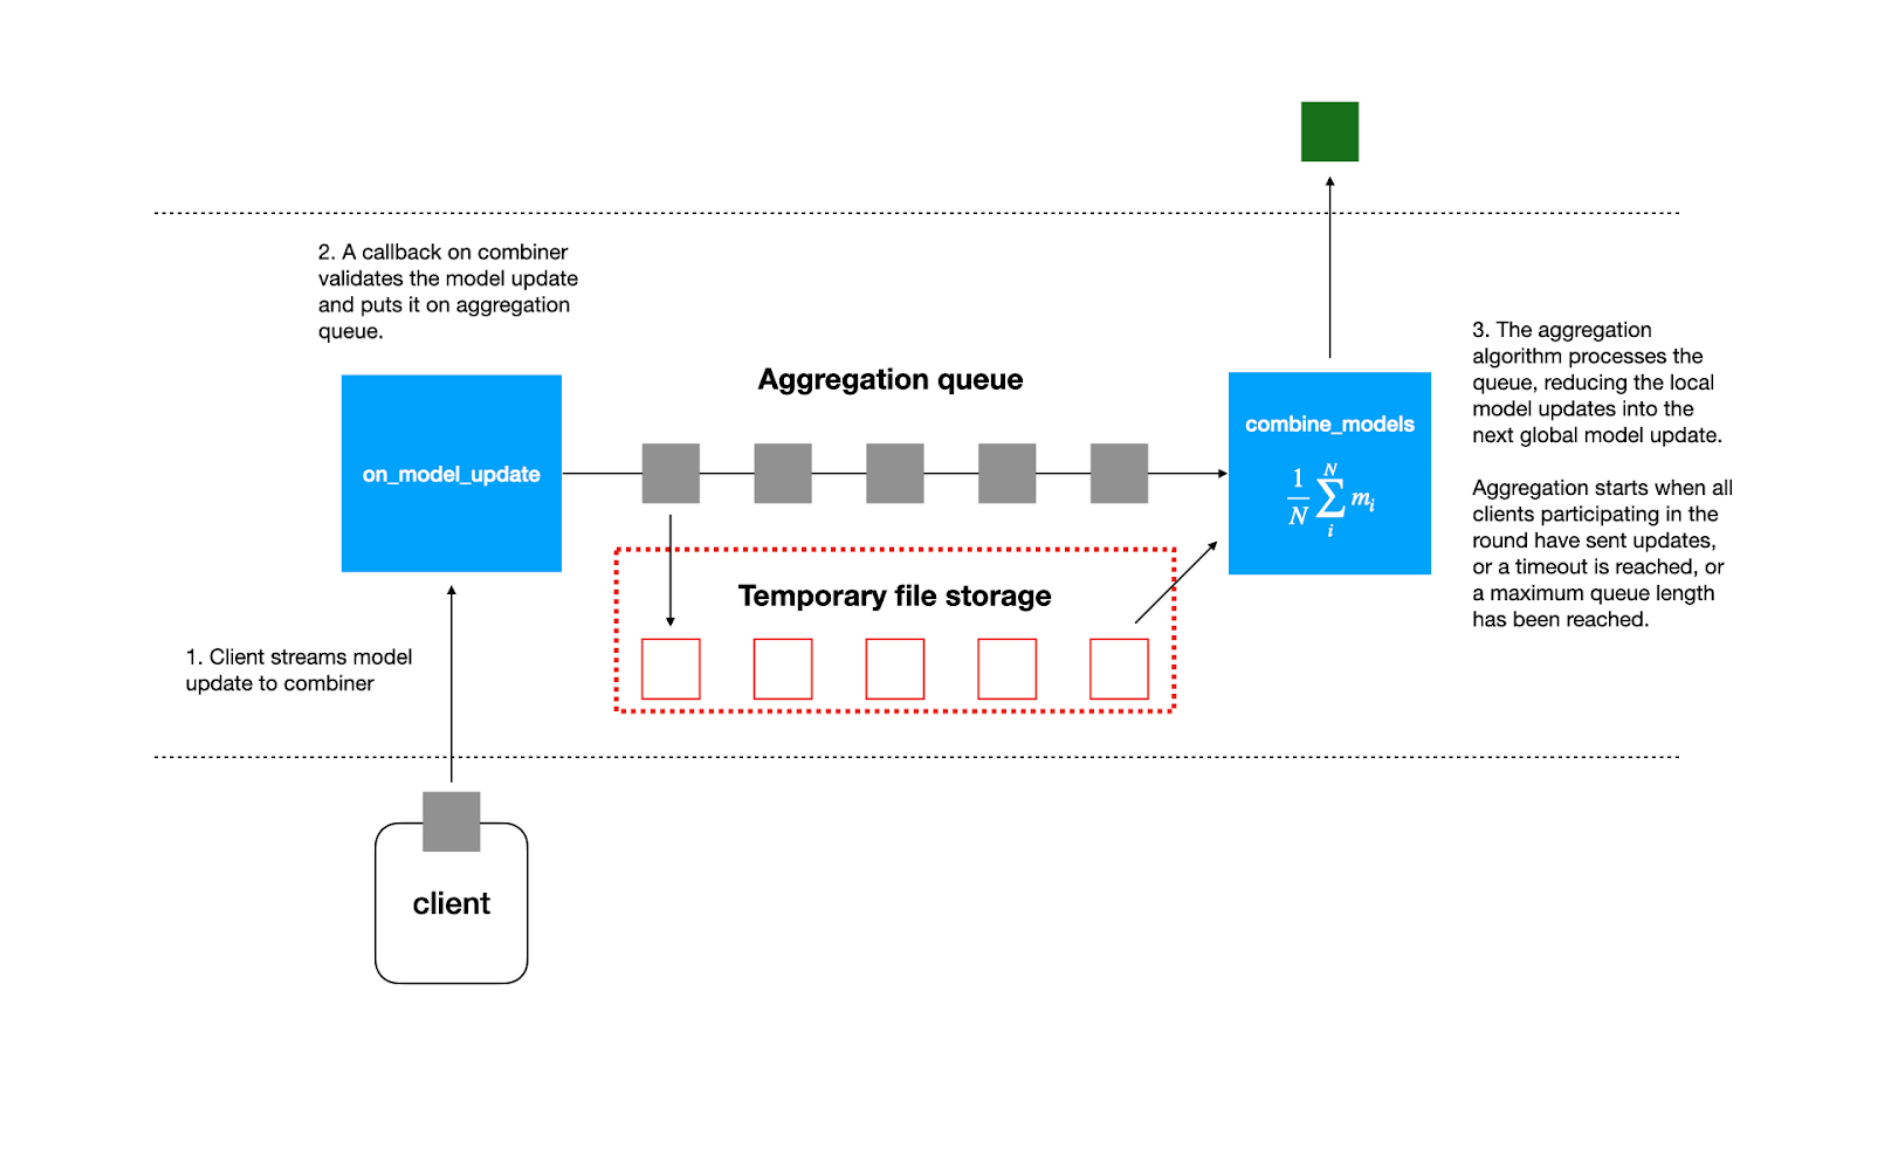 2. A callback on combiner
validates the model update
and puts it on aggregation
queue.
Aggregation queue
on_model_update
combine_models
1/N ∑_i^N m_i
3. The aggregation
algorithm processes the
queue, reducing the local
model updates into the
next global model update.
Aggregation starts when all
clients participating in the
round have sent updates,
or a timeout is reached, or
a maximum queue length
has been reached.
Temporary file storage
1. Client streams model
update to combiner
client